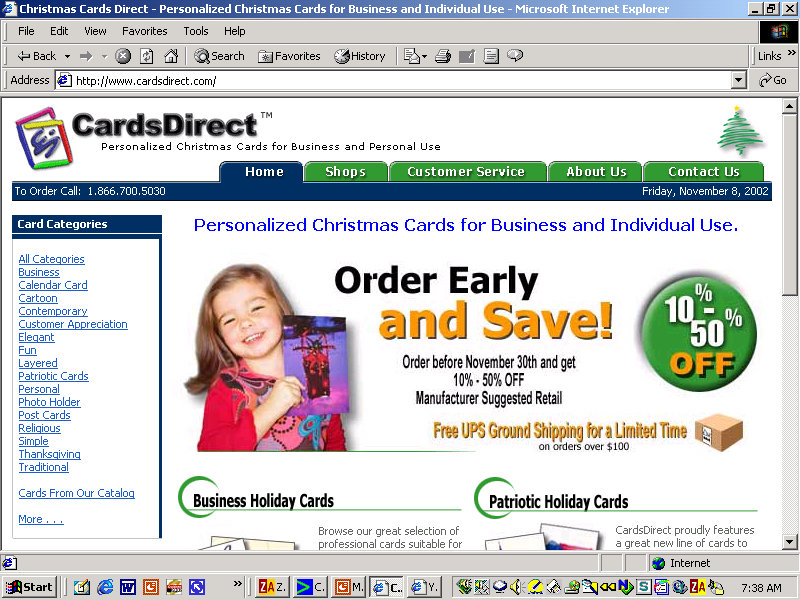 Christmas Cards Direct - Personalized Christmas Cards for Business and Individual Use - Microsoft Internet Explorer
File Edit View Favorites Tools Help
Back Search Favorites History Links »
Address http://www.cardsdirect.com/ Go
CardsDirect™
Personalized Christmas Cards for Business and Personal Use
Home Shops Customer Service About Us Contact Us
To Order Call: 1.866.700.5030 Friday, November 8, 2002
Card Categories
Personalized Christmas Cards for Business and Individual Use.
All Categories
Business
Calendar Card
Cartoon
Contemporary
Customer Appreciation
Elegant
Fun
Layered
Patriotic Cards
Personal
Photo Holder
Post Cards
Religious
Simple
Thanksgiving
Traditional
Cards From Our Catalog
More . . .
Order Early
and Save!
Order before November 30th and get
10% - 50% OFF
Manufacturer Suggested Retail
Free UPS Ground Shipping for a Limited Time
on orders over $100
10%
-
50%
OFF
Business Holiday Cards
Browse our great selection of
professional cards suitable for
Patriotic Holiday Cards
CardsDirect proudly features
a great new line of cards to
Internet
Start » Z... C... M... C... Y... 7:38 AM